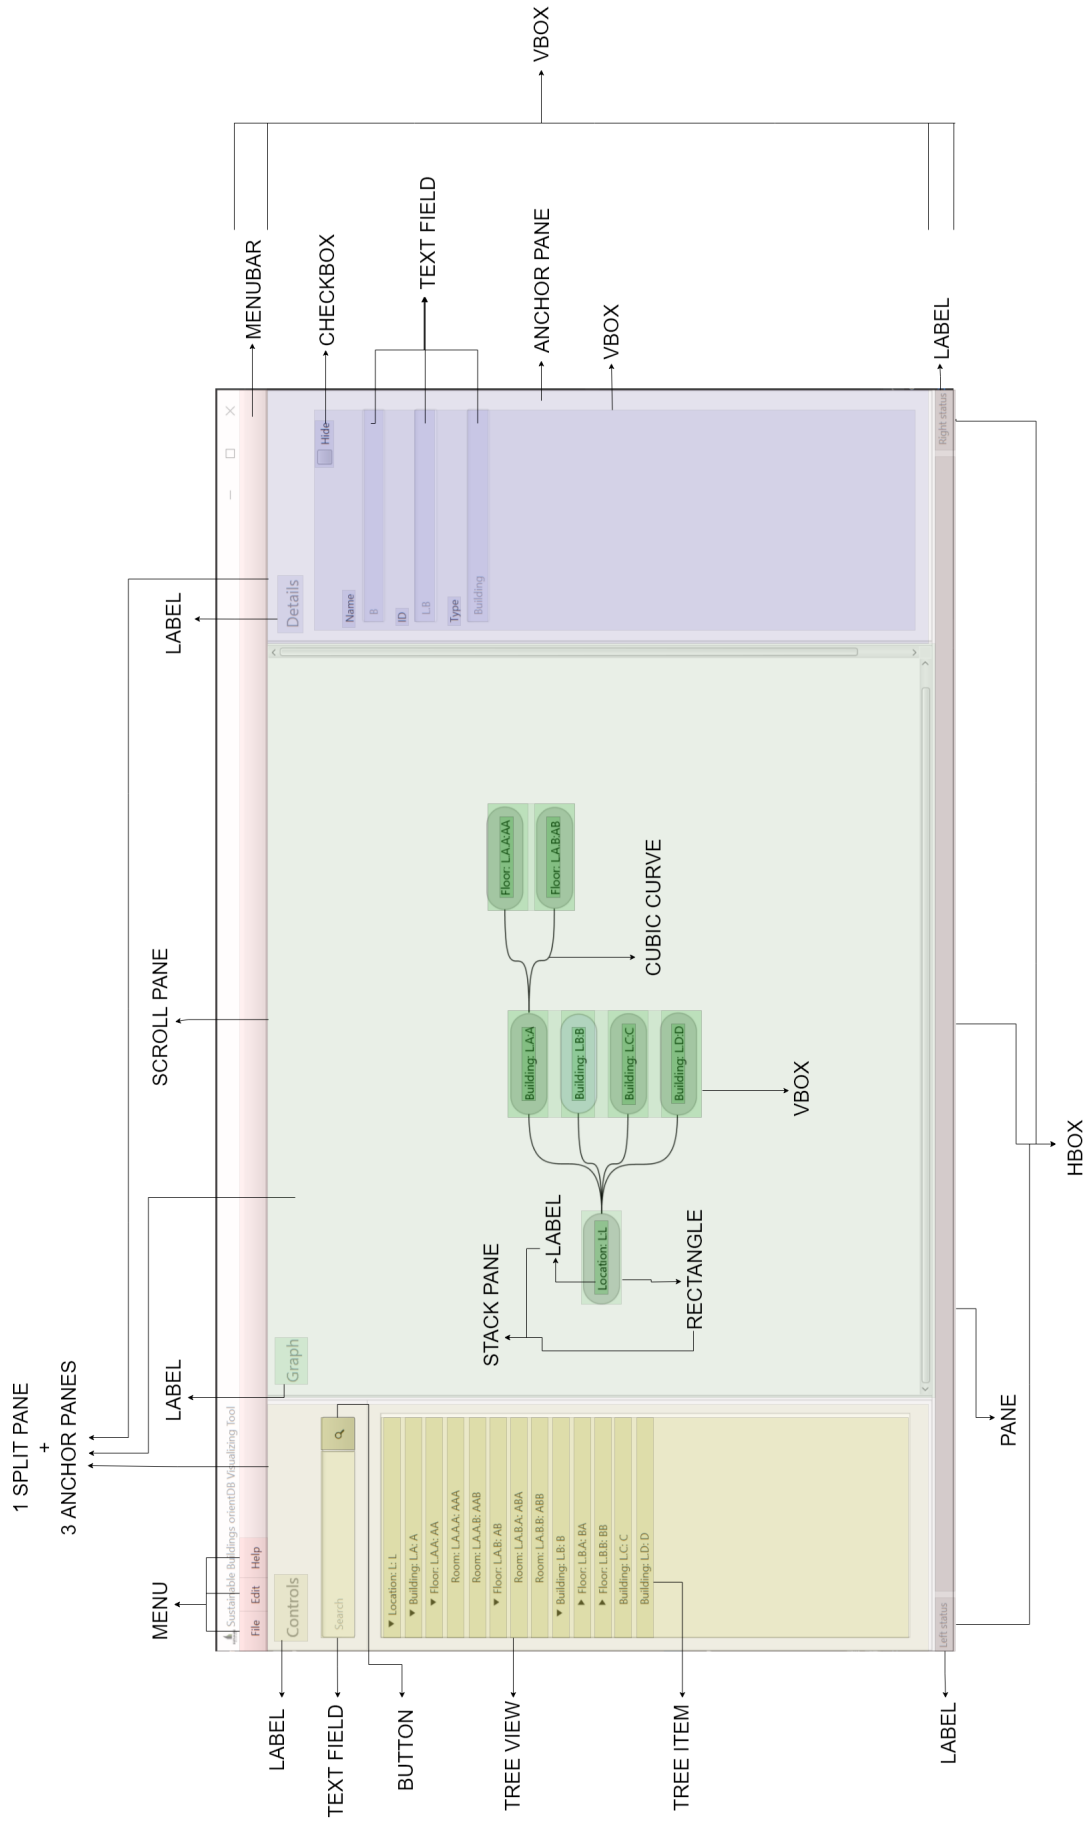 VBOX
MENUBAR
CHECKBOX
TEXT FIELD
ANCHOR PANE
VBOX
LABEL
1 SPLIT PANE
+
3 ANCHOR PANES
MENU
LABEL
SCROLL PANE
LABEL
Sustainable Buildings orientDB Visualizing Tool
File Edit Help
Controls
Search
Location: L: L
Building: L.A: A
Floor: L.A.A: AA
Room: L.A.A.A: AAA
Room: L.A.A.B: AAB
Floor: L.A.B: AB
Room: L.A.B.A: ABA
Room: L.A.B.B: ABB
Building: L.B: B
Floor: L.B.A: BA
Floor: L.B.B: BB
Building: L.C: C
Building: L.D: D
Graph
STACK PANE
LABEL
Location: L:L
RECTANGLE
Building: L.A:A
Building: L.B:B
Building: L.C:C
Building: L.D:D
VBOX
Floor: L.A.A:AA
Floor: L.A.B:AB
CUBIC CURVE
Details
Hide
Name
B
ID
L.B
Type
Building
Left status
Right status
LABEL
TEXT FIELD
BUTTON
TREE VIEW
TREE ITEM
LABEL
PANE
HBOX